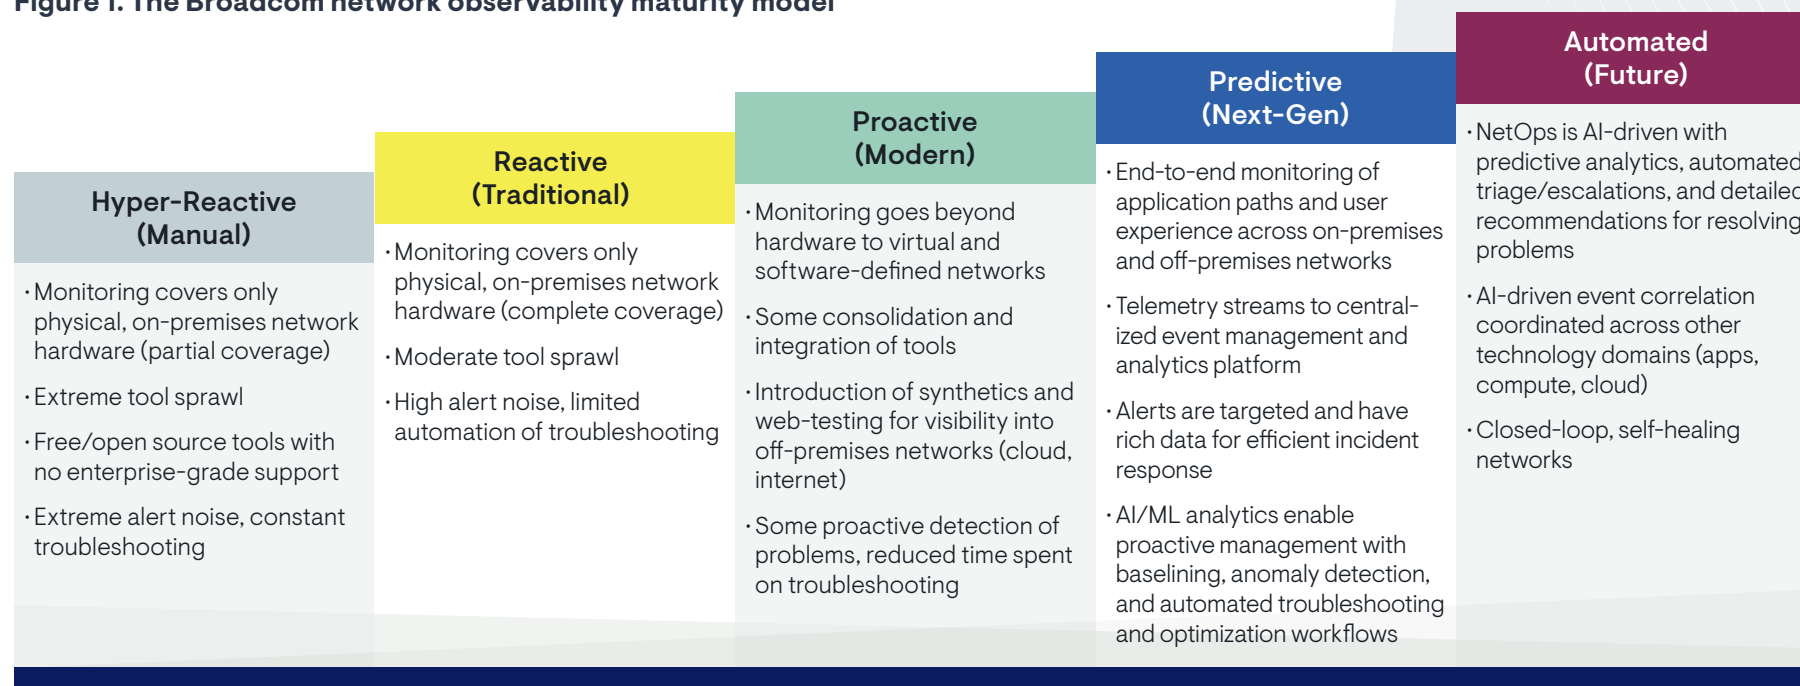 Figure 1. The Broadcom network observability maturity model
Hyper-Reactive
(Manual)
· Monitoring covers only
physical, on-premises network
hardware (partial coverage)
· Extreme tool sprawl
· Free/open source tools with
no enterprise-grade support
· Extreme alert noise, constant
troubleshooting
Reactive
(Traditional)
· Monitoring covers only
physical, on-premises network
hardware (complete coverage)
· Moderate tool sprawl
· High alert noise, limited
automation of troubleshooting
Proactive
(Modern)
· Monitoring goes beyond
hardware to virtual and
software-defined networks
· Some consolidation and
integration of tools
· Introduction of synthetics and
web-testing for visibility into
off-premises networks (cloud,
internet)
· Some proactive detection of
problems, reduced time spent
on troubleshooting
Predictive
(Next-Gen)
· End-to-end monitoring of
application paths and user
experience across on-premises
and off-premises networks
· Telemetry streams to central-
ized event management and
analytics platform
· Alerts are targeted and have
rich data for efficient incident
response
· AI/ML analytics enable
proactive management with
baselining, anomaly detection,
and automated troubleshooting
and optimization workflows
Automated
(Future)
· NetOps is AI-driven with
predictive analytics, automated
triage/escalations, and detailed
recommendations for resolving
problems
· AI-driven event correlation
coordinated across other
technology domains (apps,
compute, cloud)
· Closed-loop, self-healing
networks